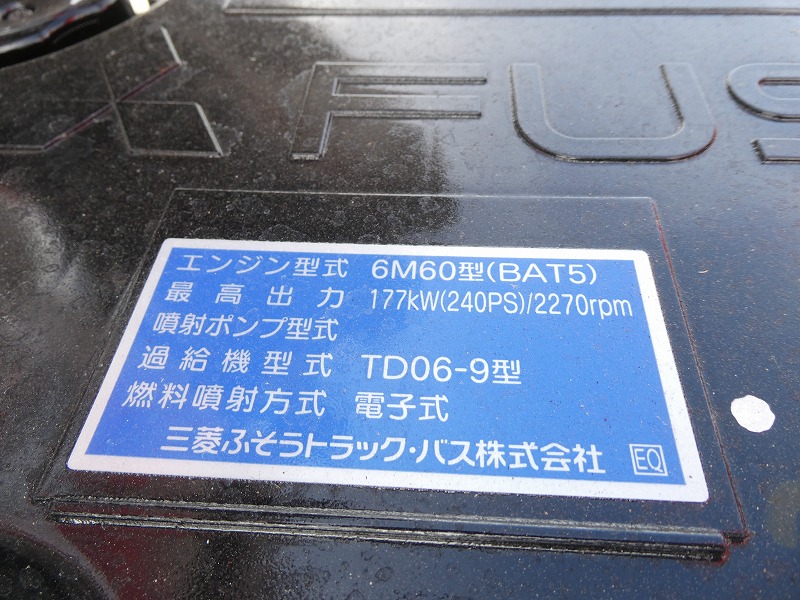 FUS
エンジン型式 6M60型(BAT5)
最高出力 177kW(240PS)/2270rpm
噴射ポンプ型式
過給機型式 TD06-9型
燃料噴射方式 電子式
三菱ふそうトラック・バス株式会社 EQ